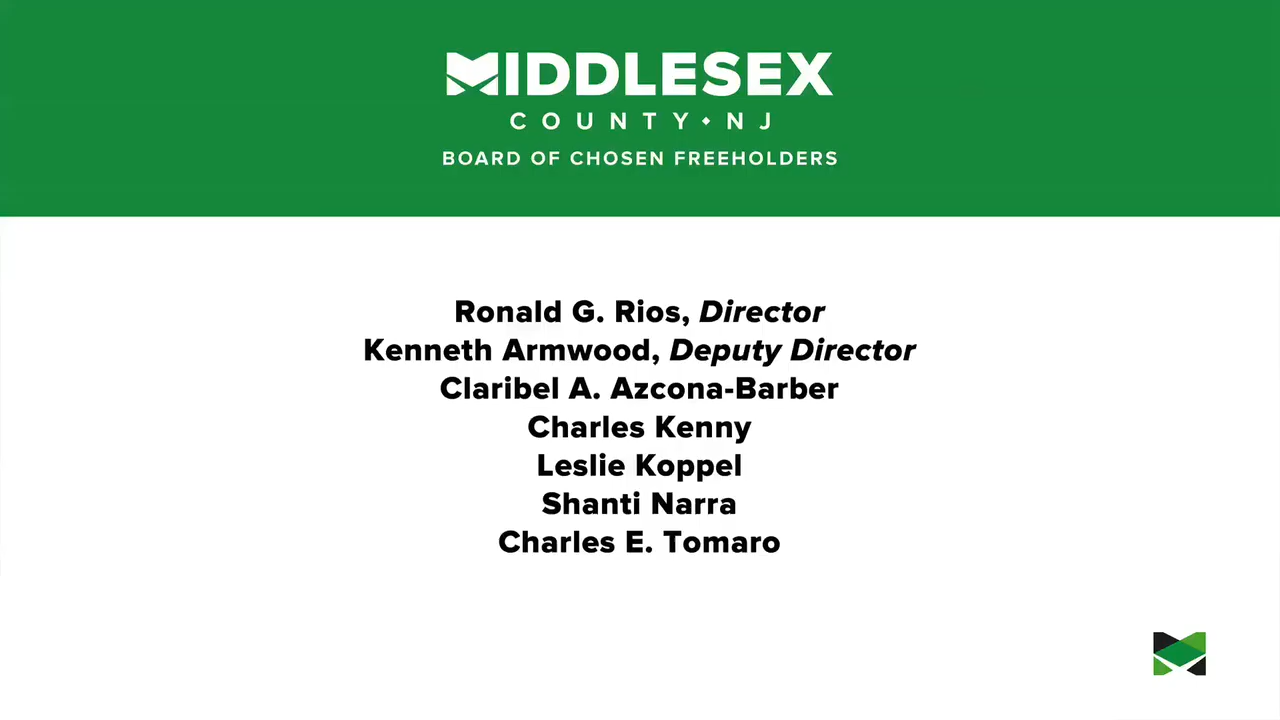 MIDDLESEX
COUNTY • NJ
BOARD OF CHOSEN FREEHOLDERS
Ronald G. Rios, Director
Kenneth Armwood, Deputy Director
Claribel A. Azcona-Barber
Charles Kenny
Leslie Koppel
Shanti Narra
Charles E. Tomaro